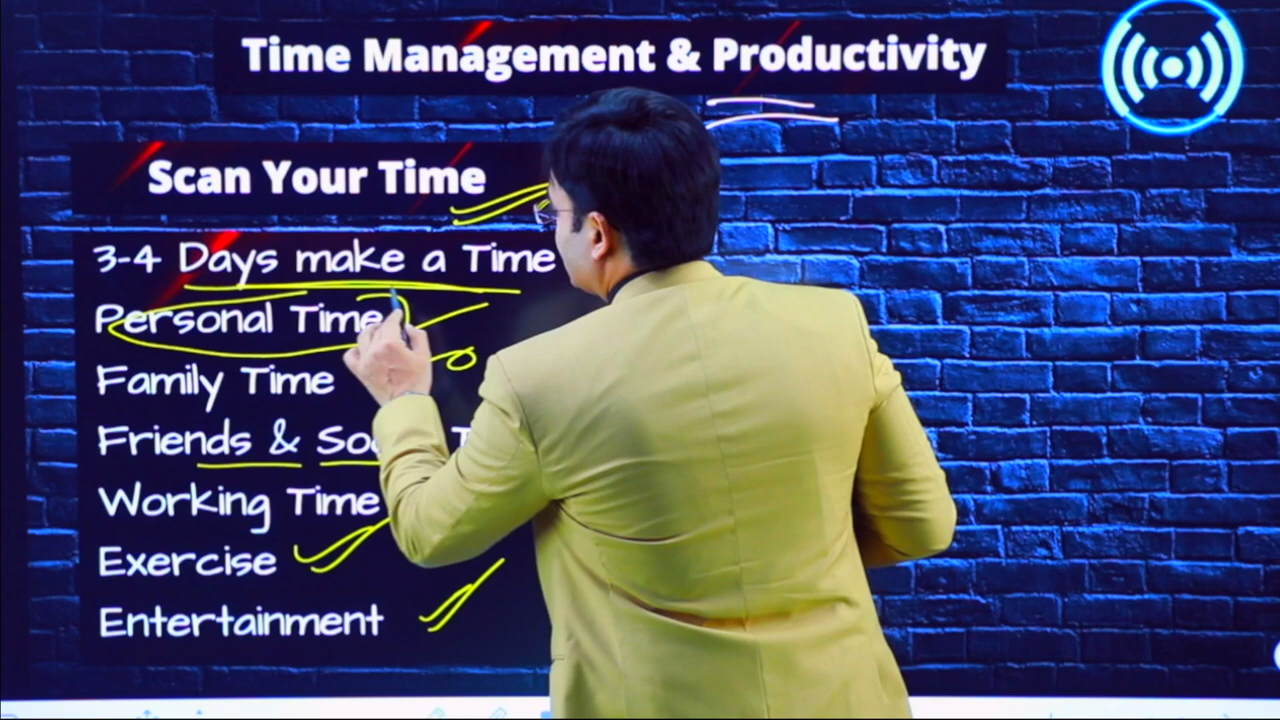 Time Management & Productivity
Scan Your Time
3-4 Days make a Time
Personal Time
Family Time
Friends &
Working Time
Exercise
Entertainment